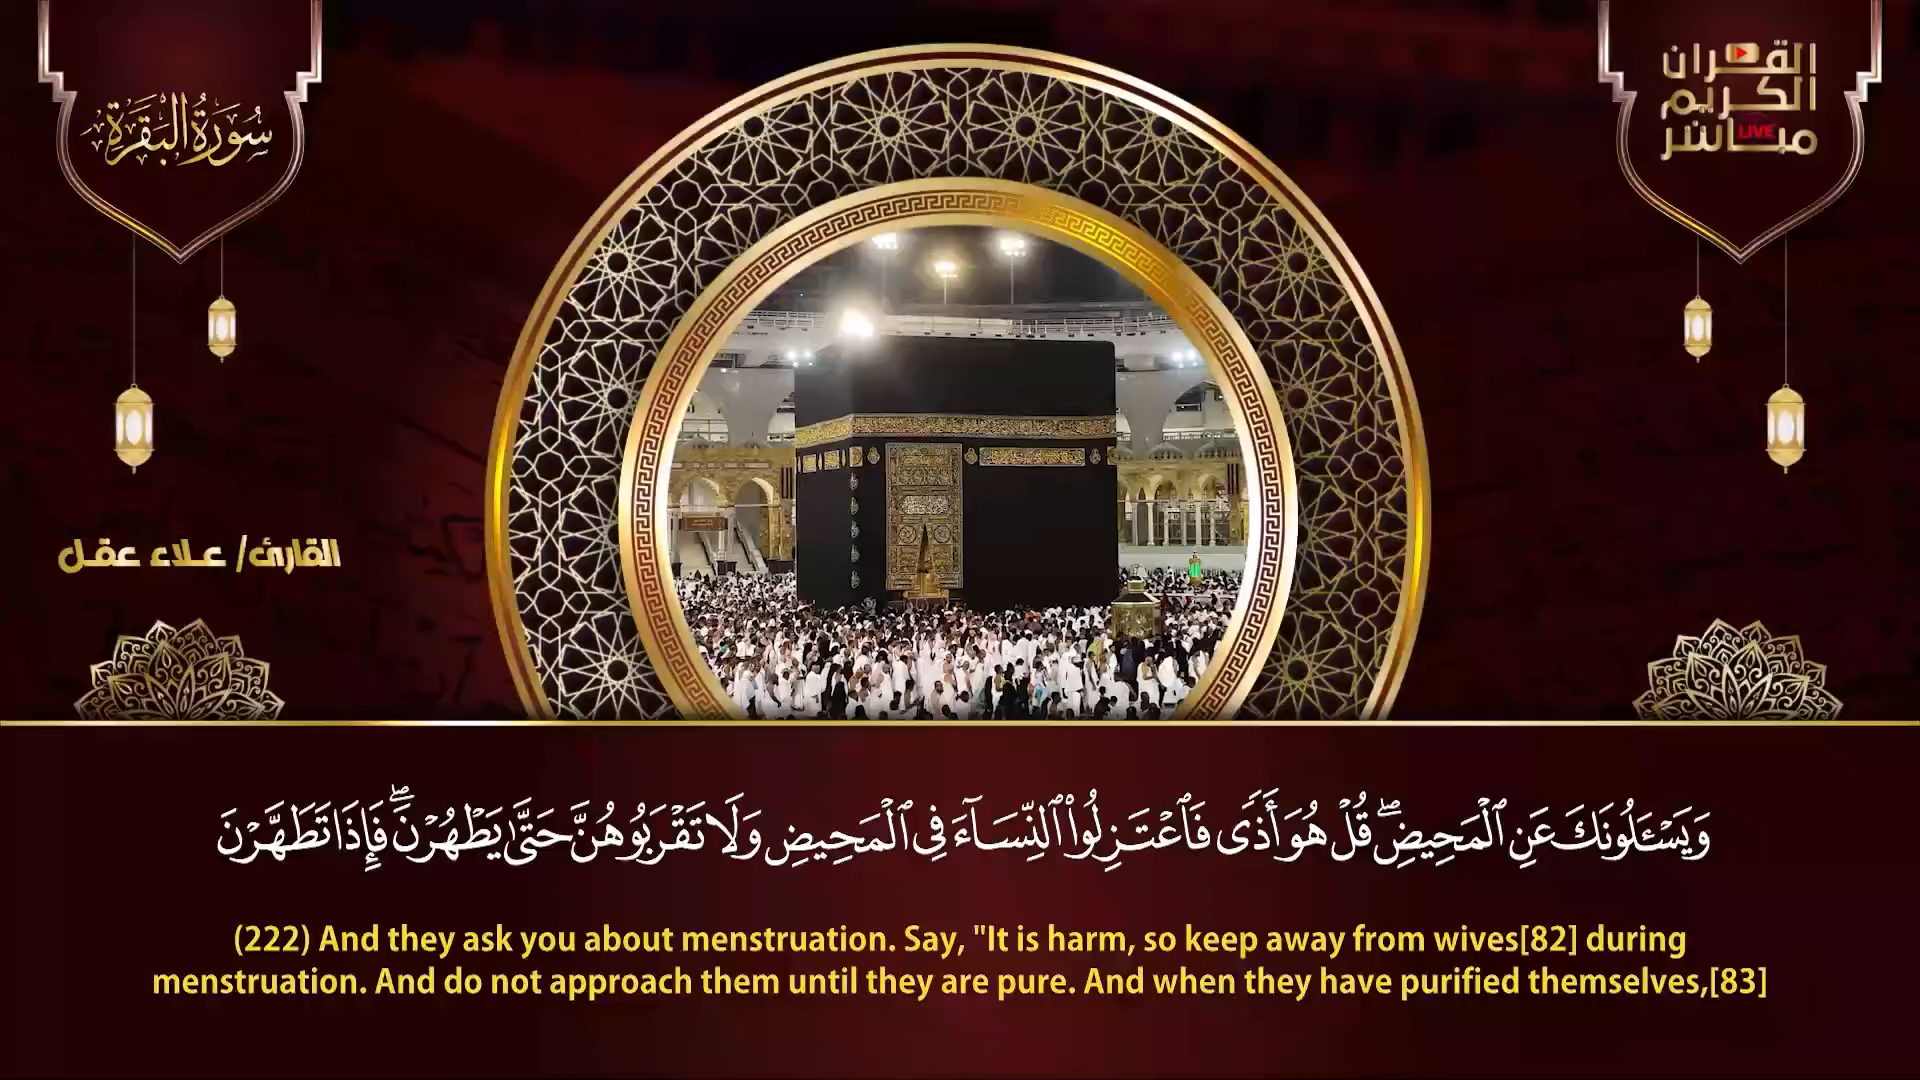 سُورَةُ البَقَرَةِ
القرآن
الكريم
مباشر
LIVE
القارئ/ علاء عقل
وَيَسْـَٔلُونَكَ عَنِ ٱلْمَحِيضِ ۖ قُلْ هُوَ أَذًى فَٱعْتَزِلُوا۟ ٱلنِّسَآءَ فِى ٱلْمَحِيضِ وَلَا تَقْرَبُوهُنَّ حَتَّىٰ يَطْهُرْنَ ۖ فَإِذَا تَطَهَّرْنَ
(222) And they ask you about menstruation. Say, "It is harm, so keep away from wives[82] during
menstruation. And do not approach them until they are pure. And when they have purified themselves,[83]